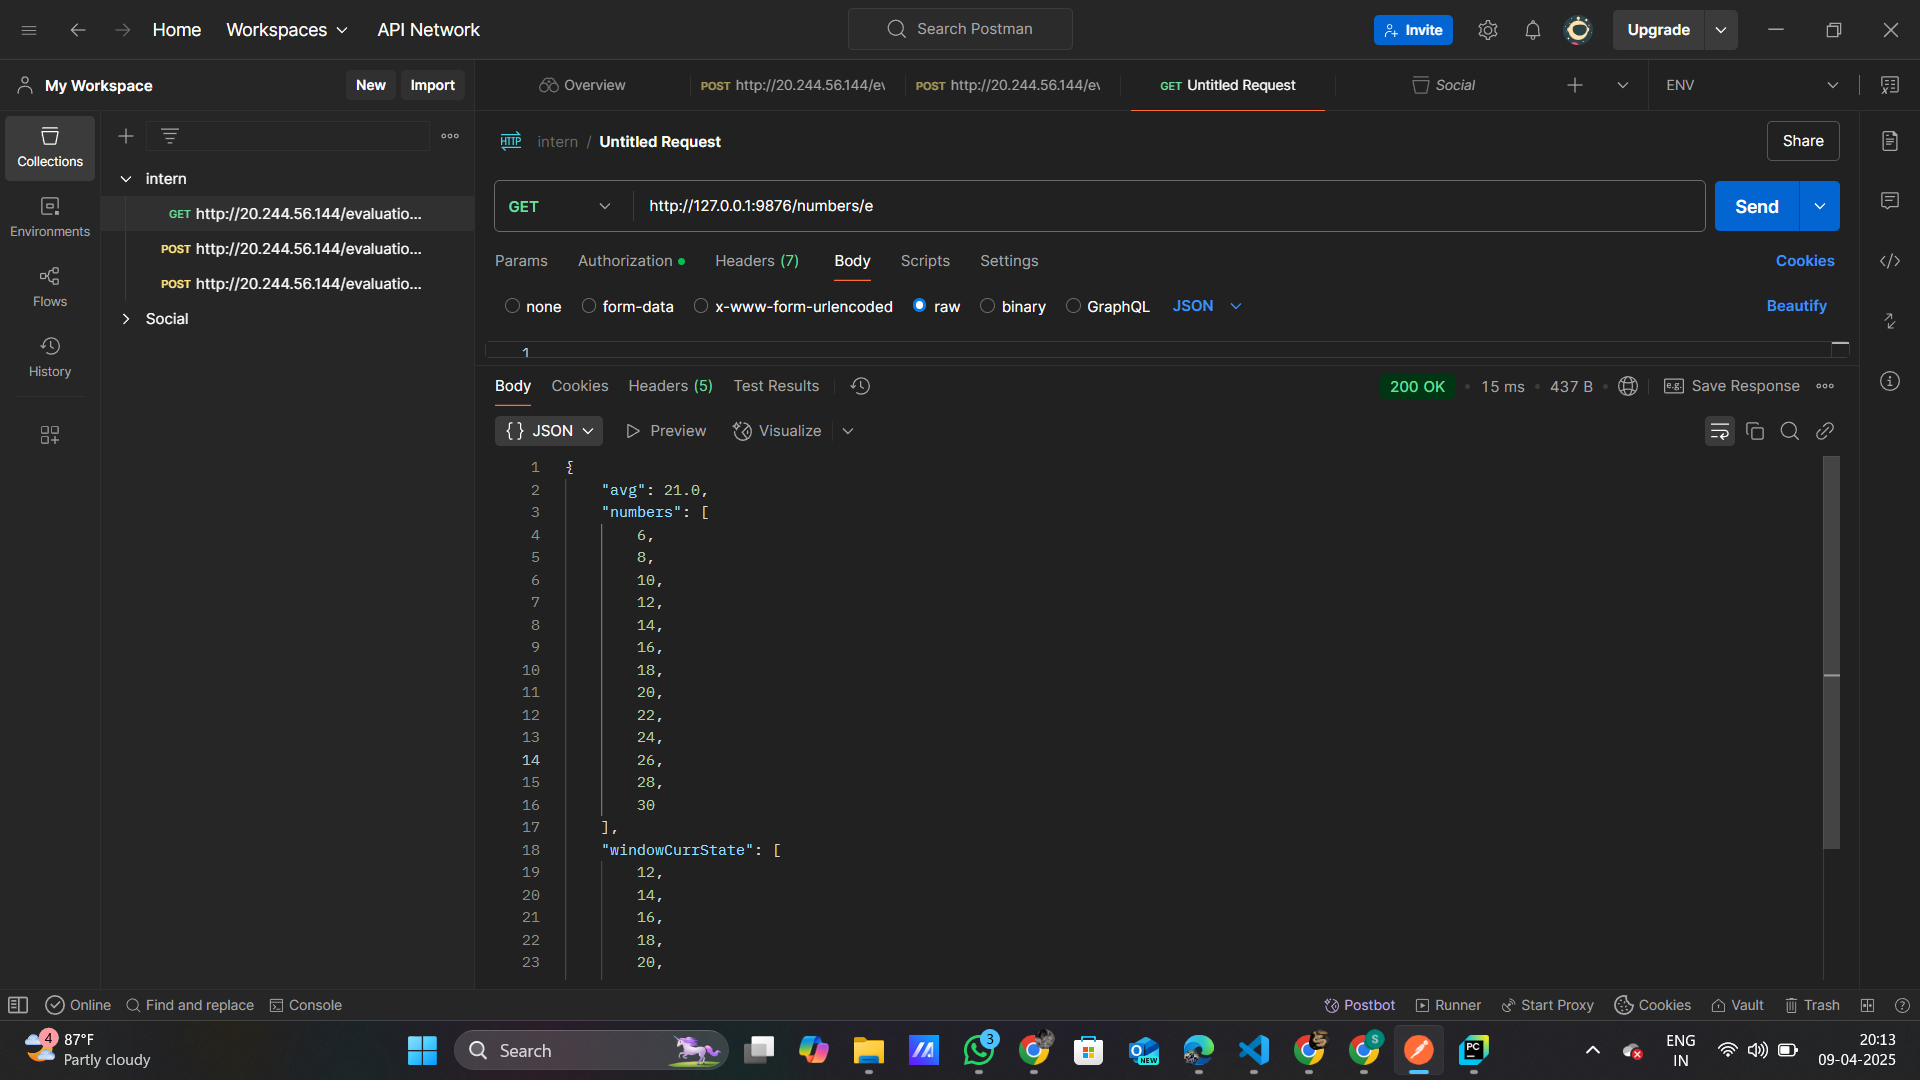 Home
Workspaces
API Network
Search Postman
Invite
Upgrade
My Workspace
New
Import
Overview
POST http://20.244.56.144/ev
POST http://20.244.56.144/ev
GET Untitled Request
Social
ENV
Collections
Environments
Flows
History
intern
GET http://20.244.56.144/evaluatio...
POST http://20.244.56.144/evaluatio...
POST http://20.244.56.144/evaluatio...
Social
HTTP intern / Untitled Request
Share
GET
http://127.0.0.1:9876/numbers/e
Send
Params
Authorization
Headers (7)
Body
Scripts
Settings
Cookies
none
form-data
x-www-form-urlencoded
raw
binary
GraphQL
JSON
Beautify
1
Body
Cookies
Headers (5)
Test Results
200 OK
15 ms
437 B
e.g. Save Response
{} JSON
Preview
Visualize
1 {
2 "avg": 21.0,
3 "numbers": [
4 6,
5 8,
6 10,
7 12,
8 14,
9 16,
10 18,
11 20,
12 22,
13 24,
14 26,
15 28,
16 30
17 ],
18 "windowCurrState": [
19 12,
20 14,
21 16,
22 18,
23 20,
Online
Find and replace
Console
Postbot
Runner
Start Proxy
Cookies
Vault
Trash
4
87°F
Partly cloudy
Search
3
NEW
S
PC
ENG
IN
20:13
09-04-2025